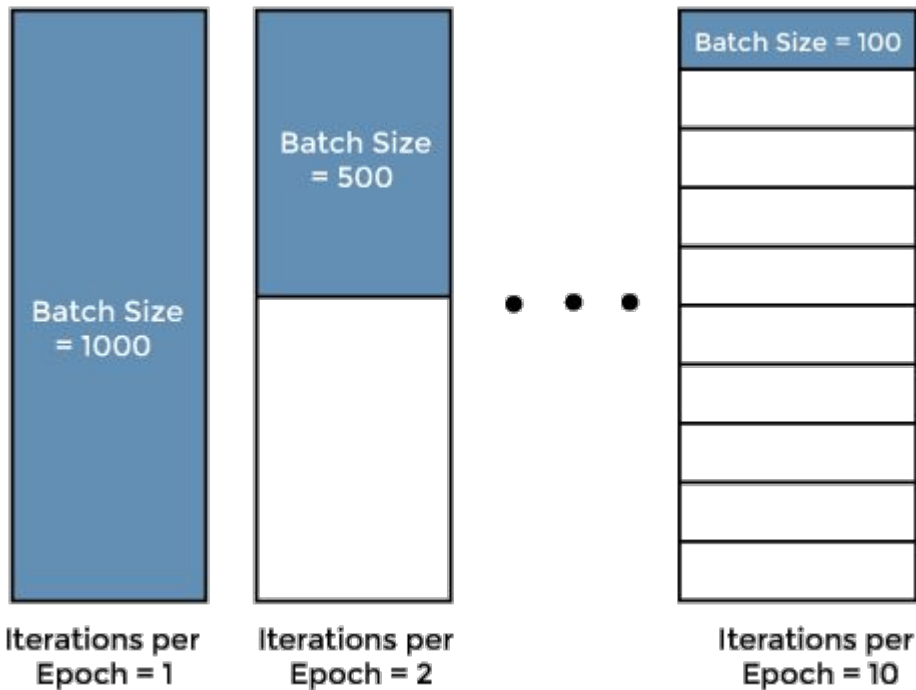 Batch Size
= 1000
Iterations per
Epoch = 1
Batch Size
= 500
Iterations per
Epoch = 2
Batch Size = 100
Iterations per
Epoch = 10